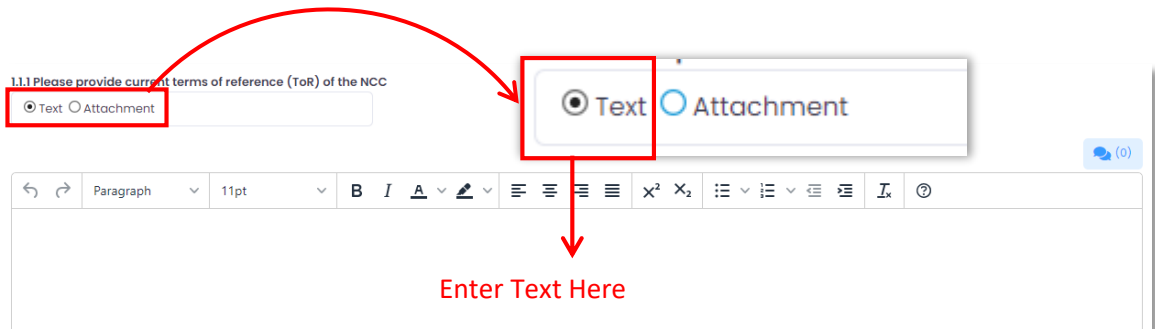 1.1.1 Please provide current terms of reference (ToR) of the NCC
Text Attachment
Text Attachment
(0)
Paragraph 11pt B I A X² X₂ Tx
Enter Text Here